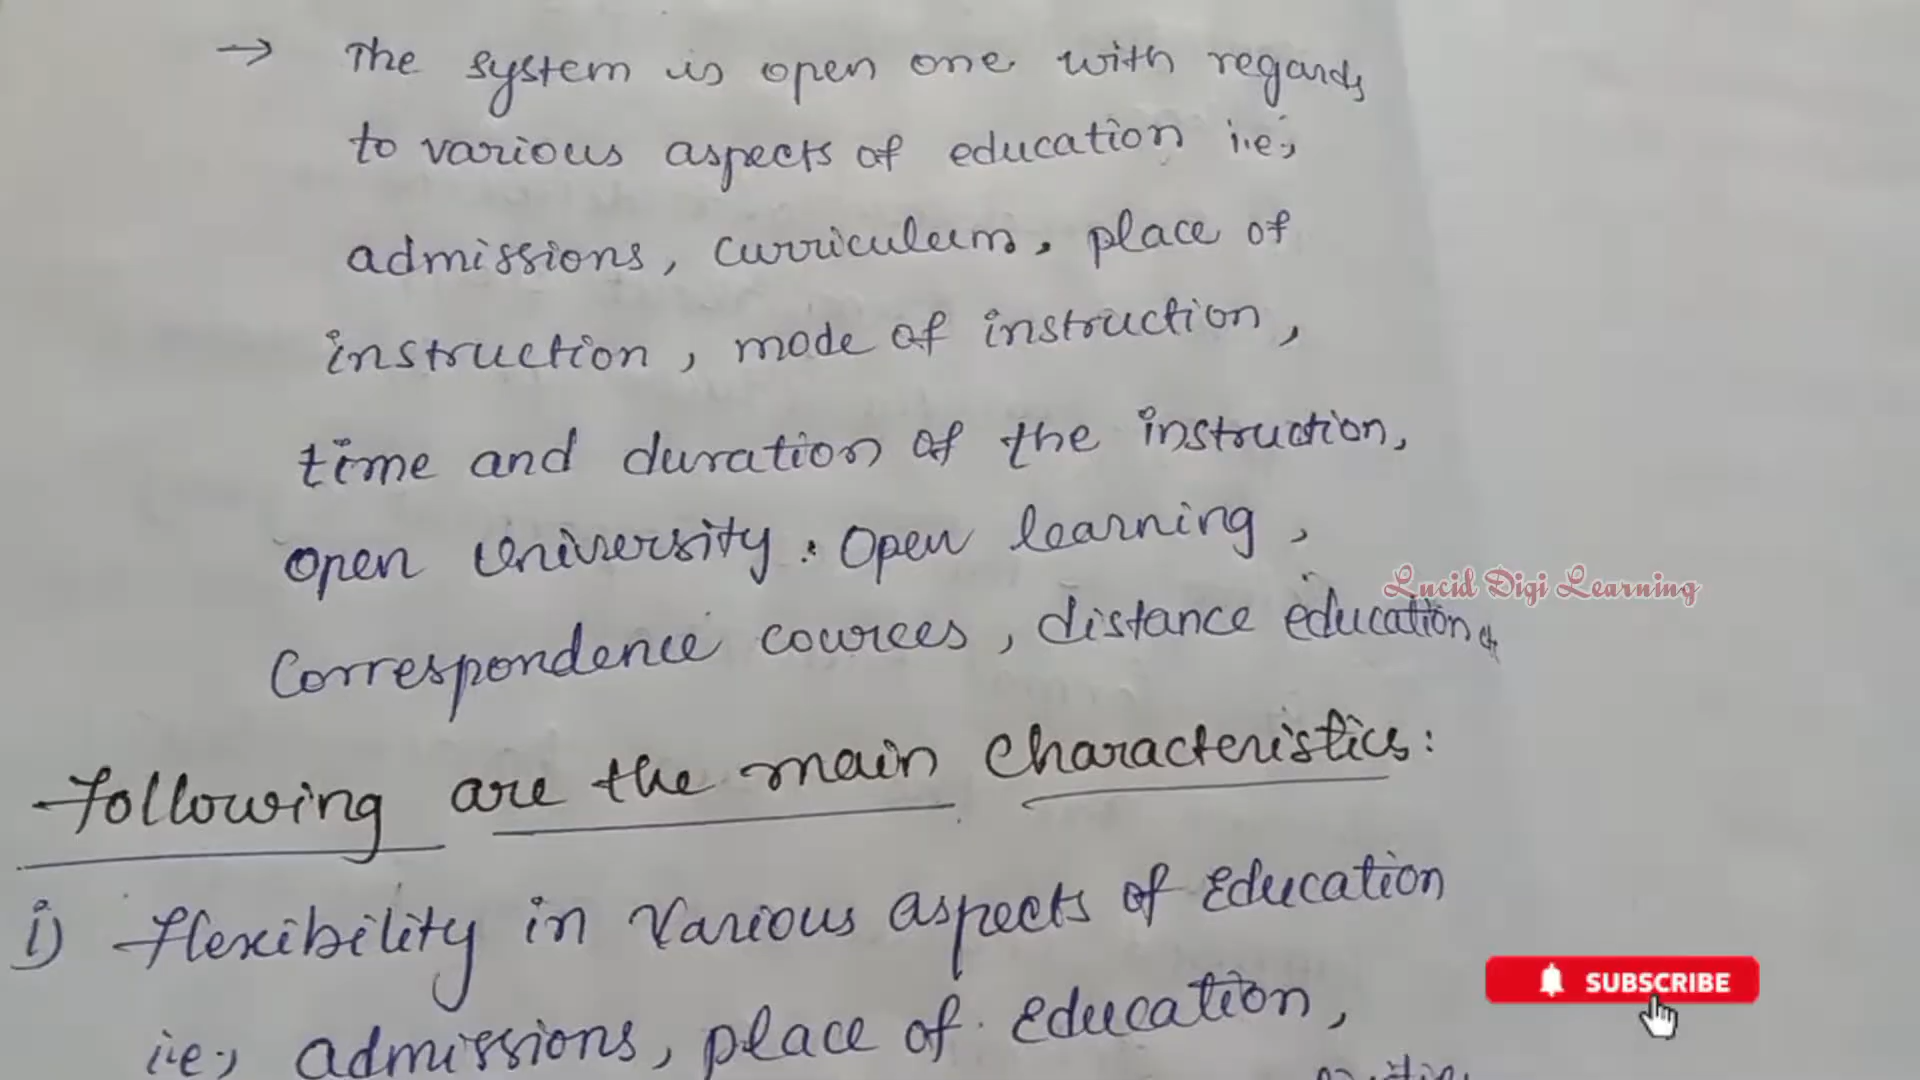 → The system is open one with regards
to various aspects of education i.e;
admissions, curriculum, place of
instruction, mode of instruction,
time and duration of the instruction,
open University. Open learning,
Lucid Digi Learning
Correspondence cources, distance education.
Following are the main Characteristics:
i) Flexibility in Various aspects of Education
SUBSCRIBE
i.e; admissions, place of education,